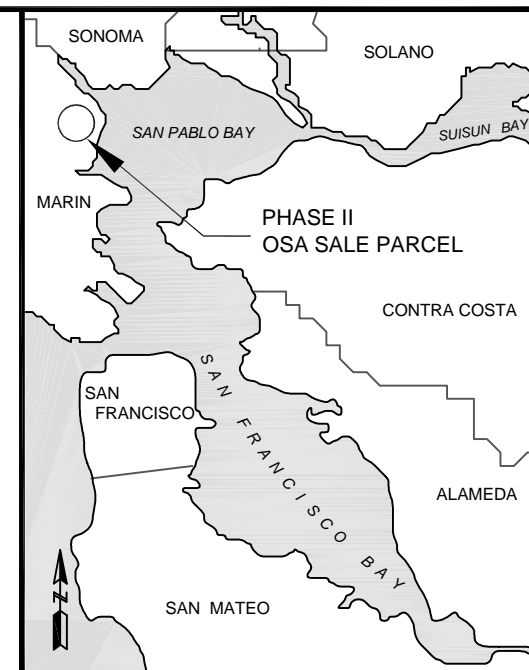 SONOMA
SOLANO
SAN PABLO BAY
SUISUN BAY
MARIN
PHASE II
OSA SALE PARCEL
CONTRA COSTA
SAN
FRANCISCO
SAN FRANCISCO BAY
ALAMEDA
N
SAN MATEO